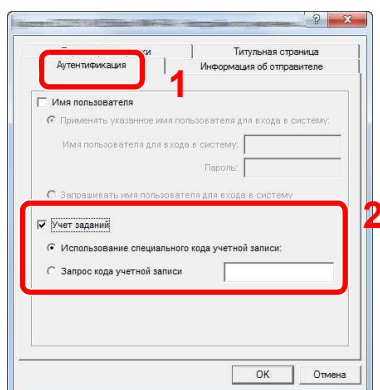 ки
Титульная страница
Аутентификация
Информация об отправителе
1
Имя пользователя
Применять указанное имя пользователя для входа в систему:
Имя пользователя для входа в систему:
Пароль:
Запрашивать имя пользователя для входа в систему
2
Учет заданий
Использование специального кода учетной записи:
Запрос кода учетной записи
OK
Отмена